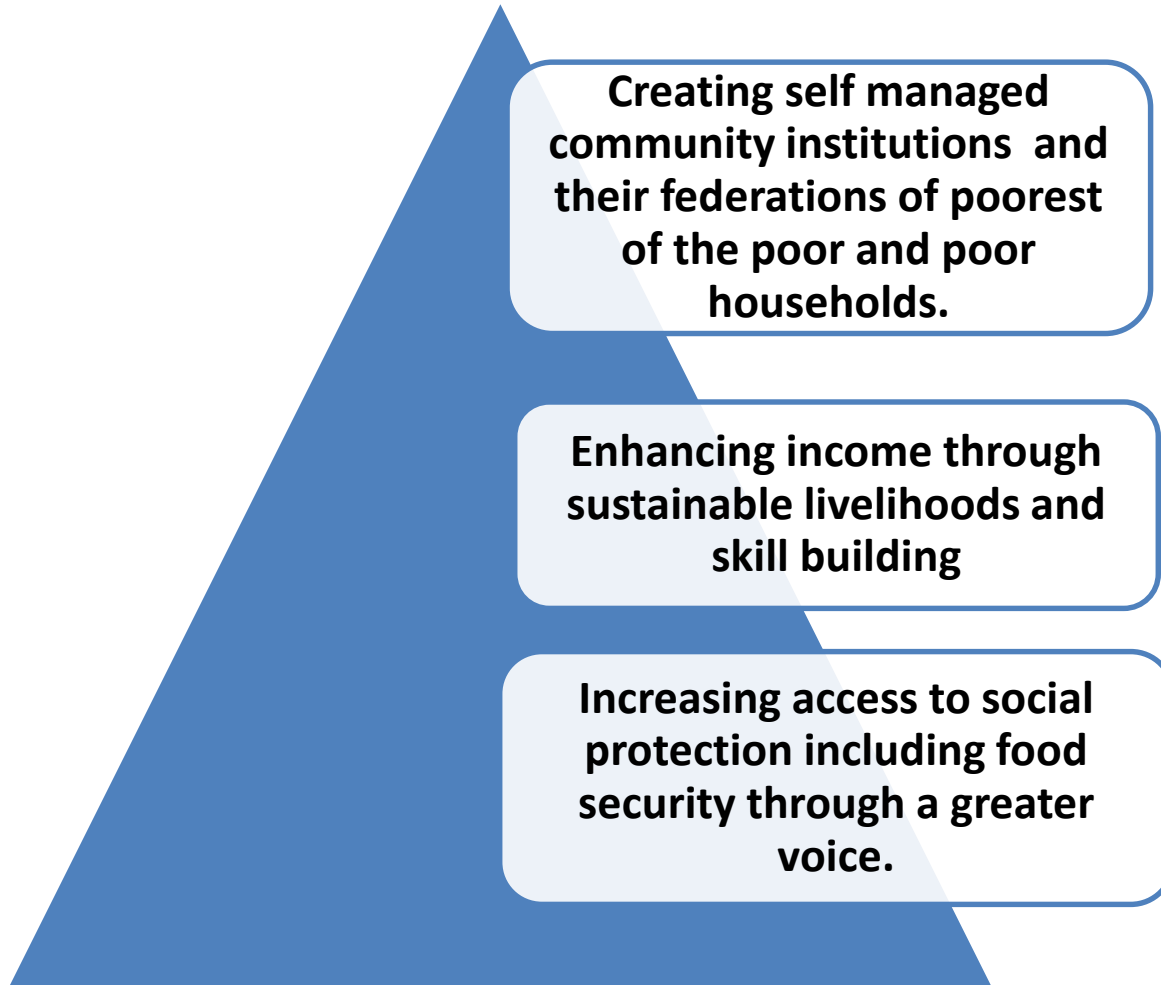 Creating self managed
community institutions  and
their federations of poorest
of the poor and poor
households.
Enhancing income through
sustainable livelihoods and
skill building
Increasing access to social
protection including food
security through a greater
voice.